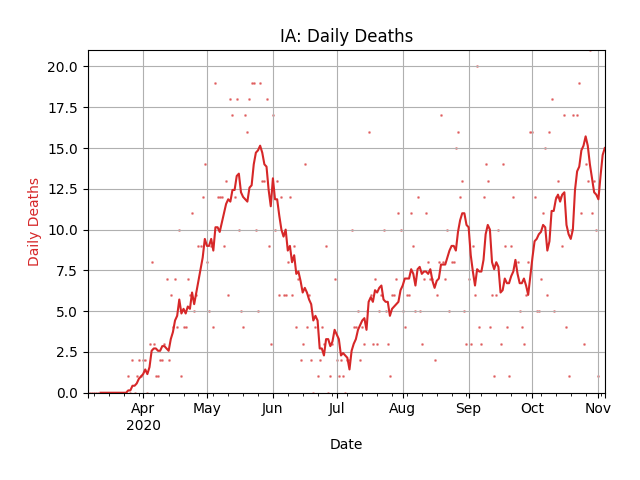 IA: Daily Deaths
20.0
17.5
15.0
12.5
10.0
7.5
5.0
2.5
0.0
Daily Deaths
Apr
2020
May
Jun
Jul
Aug
Sep
Oct
Nov
Date